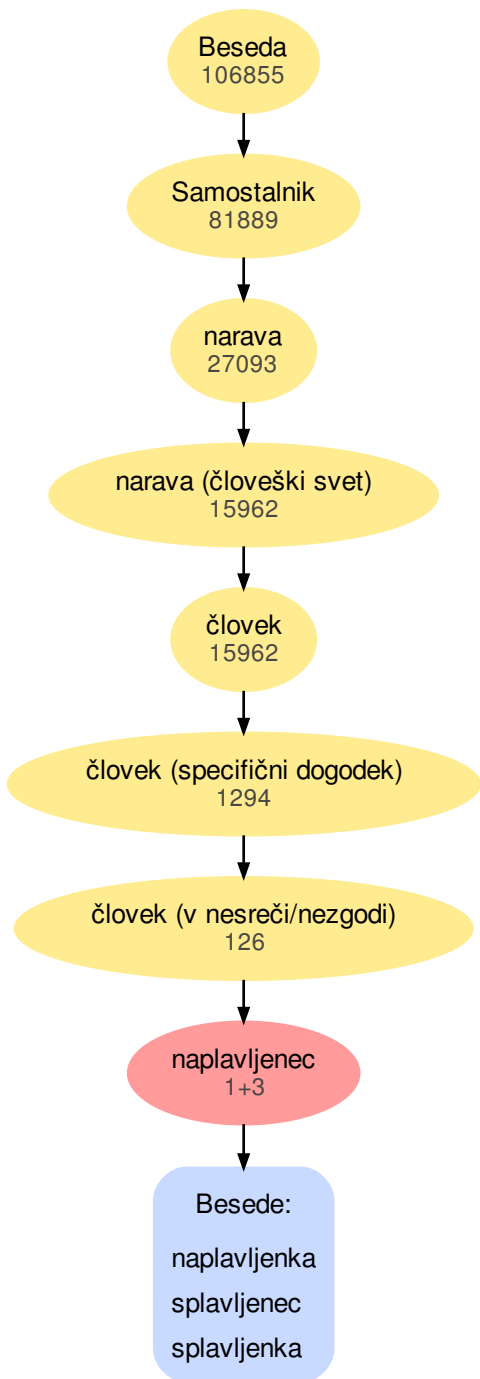 Beseda
106855
Samostalnik
81889
narava
27093
narava (človeški svet)
15962
človek
15962
človek (specifični dogodek)
1294
človek (v nesreči/nezgodi)
126
naplavljenec
1+3
Besede:
naplavljenka
splavljenec
splavljenka